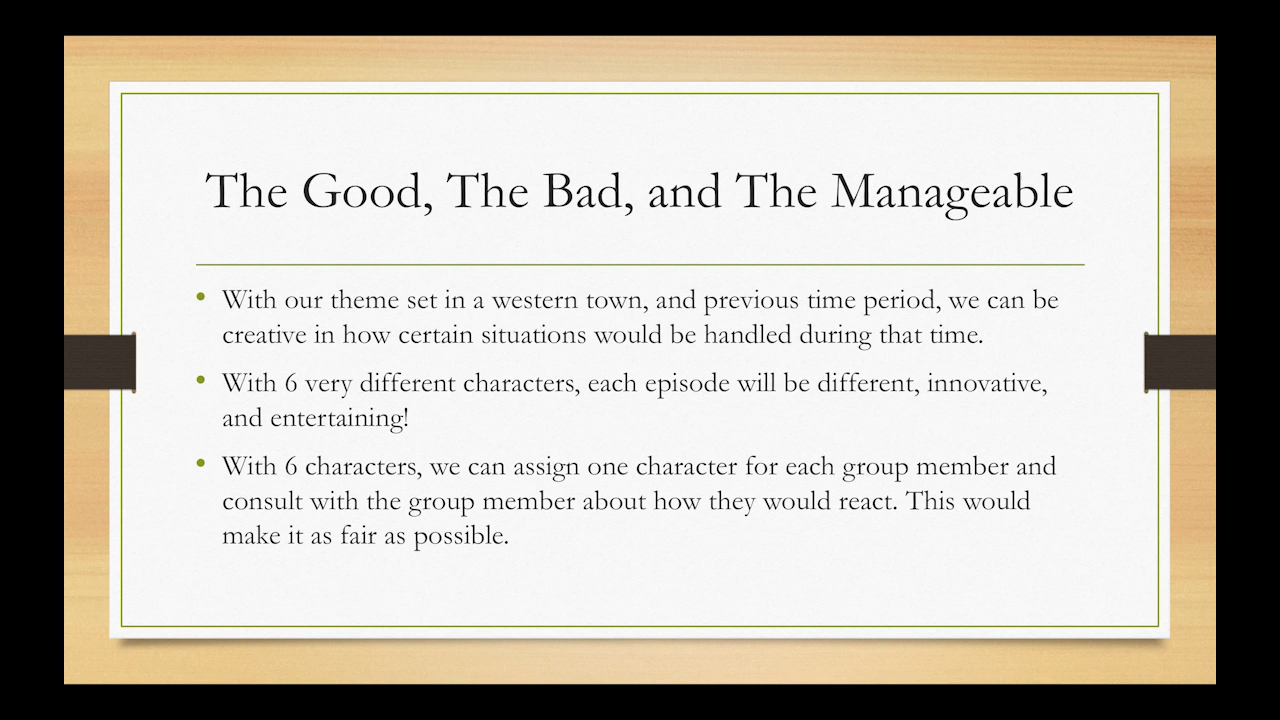 The Good, The Bad, and The Manageable
• With our theme set in a western town, and previous time period, we can be
creative in how certain situations would be handled during that time.
• With 6 very different characters, each episode will be different, innovative,
and entertaining!
• With 6 characters, we can assign one character for each group member and
consult with the group member about how they would react. This would
make it as fair as possible.